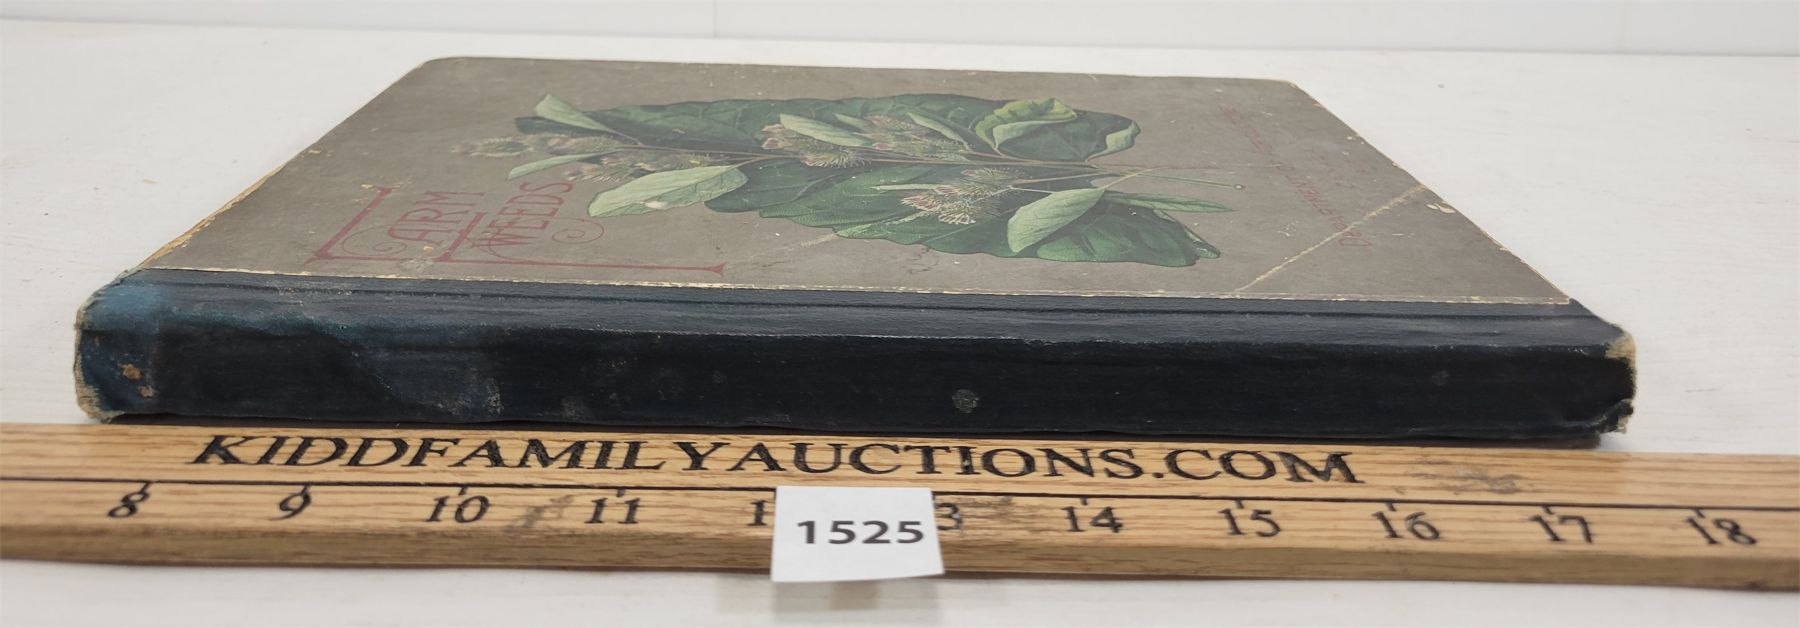 FARM
WEEDS
KIDDFAMILYAUCTIONS.COM
8 9 10 11 1 3 14 15 16 17 18
1525